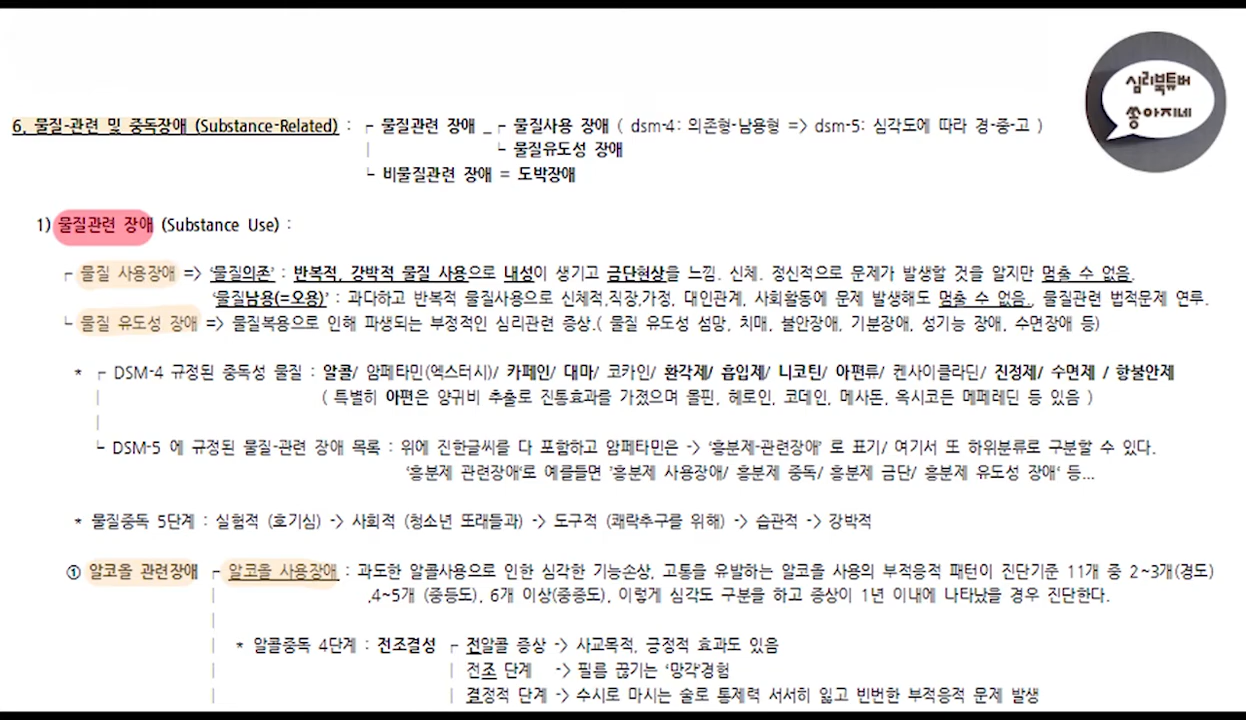 심리북튜버
쏭아지네
6. 물질-관련 및 중독장애 (Substance-Related) : ┌ 물질관련 장애 _ ┌ 물질사용 장애 ( dsm-4: 의존형-남용형 => dsm-5: 심각도에 따라 경-중-고 )
| └ 물질유도성 장애
└ 비물질관련 장애 = 도박장애
1) 물질관련 장애 (Substance Use) :
┌ 물질 사용장애 => '물질의존' : 반복적, 강박적 물질 사용으로 내성이 생기고 금단현상을 느낌. 신체. 정신적으로 문제가 발생할 것을 알지만 멈출 수 없음.
'물질남용(=오용)' : 과다하고 반복적 물질사용으로 신체적,직장,가정, 대인관계, 사회활동에 문제 발생해도 멈출 수 없음., 물질관련 법적문제 연루.
└ 물질 유도성 장애 => 물질복용으로 인해 파생되는 부정적인 심리관련 증상.( 물질 유도성 섬망, 치매, 불안장애, 기분장애, 성기능 장애, 수면장애 등)
* ┌ DSM-4 규정된 중독성 물질 : 알콜/ 암페타민(엑스터시)/ 카페인/ 대마/ 코카인/ 환각제/ 흡입제/ 니코틴/ 아편류/ 켄사이클라딘/ 진정제/ 수면제 / 항불안제
| ( 특별히 아편은 양귀비 추출로 진통효과를 가졌으며 몰핀, 헤로인, 코데인, 메사돈, 옥시코돈 메페레딘 등 있음 )
|
└ DSM-5 에 규정된 물질-관련 장애 목록 : 위에 진한글씨를 다 포함하고 암페타민은 -> '흥분제-관련장애' 로 표기/ 여기서 또 하위분류로 구분할 수 있다.
'흥분제 관련장애'로 예를들면 '흥분제 사용장애/ 흥분제 중독/ 흥분제 금단/ 흥분제 유도성 장애' 등...
* 물질중독 5단계 : 실험적 (호기심) -> 사회적 (청소년 또래들과) -> 도구적 (쾌락추구를 위해) -> 습관적 -> 강박적
① 알코올 관련장애 ┌ 알코올 사용장애 : 과도한 알콜사용으로 인한 심각한 기능손상, 고통을 유발하는 알코올 사용의 부적응적 패턴이 진단기준 11개 중 2~3개(경도)
| ,4~5개 (중등도), 6개 이상(중증도), 이렇게 심각도 구분을 하고 증상이 1년 이내에 나타났을 경우 진단한다.
|
| * 알콜중독 4단계 : 전조결성 ┌ 전알콜 증상 -> 사교목적, 긍정적 효과도 있음
| | 전조 단계 -> 필름 끊기는 '망각'경험
| | 결정적 단계 -> 수시로 마시는 술로 통제력 서서히 잃고 빈번한 부적응적 문제 발생